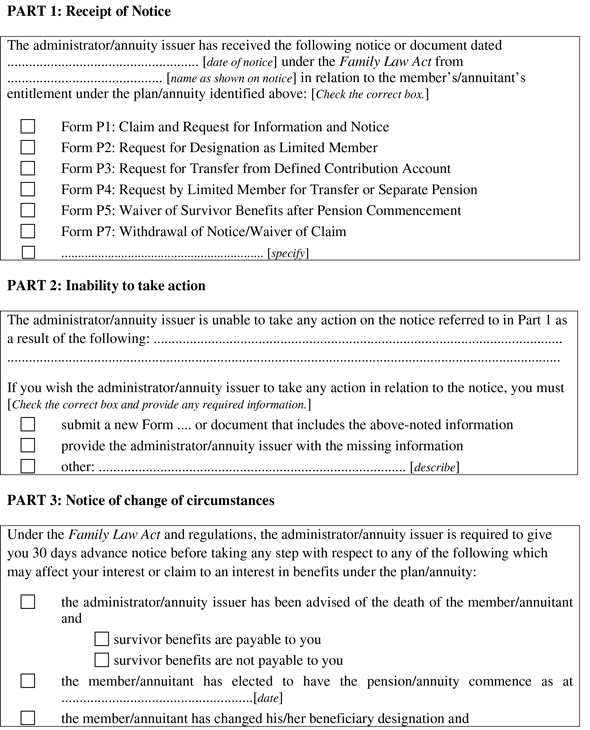 PART 1: Receipt of Notice
The administrator/annuity issuer has received the following notice or document dated
......................................................... [date of notice] under the Family Law Act from
.............................................. [name as shown on notice] in relation to the member's/annuitant's
entitlement under the plan/annuity identified above: [Check the correct box.]
Form P1: Claim and Request for Information and Notice
Form P2: Request for Designation as Limited Member
Form P3: Request for Transfer from Defined Contribution Account
Form P4: Request by Limited Member for Transfer or Separate Pension
Form P5: Waiver of Survivor Benefits after Pension Commencement
Form P7: Withdrawal of Notice/Waiver of Claim
............................................................ [specify]
PART 2: Inability to take action
The administrator/annuity issuer is unable to take any action on the notice referred to in Part 1 as
a result of the following: .............................................................................................................
....................................................................................................................................................
If you wish the administrator/annuity issuer to take any action in relation to the notice, you must
[Check the correct box and provide any required information.]
submit a new Form .... or document that includes the above-noted information
provide the administrator/annuity issuer with the missing information
other: .................................................................................. [describe]
PART 3: Notice of change of circumstances
Under the Family Law Act and regulations, the administrator/annuity issuer is required to give
you 30 days advance notice before taking any step with respect to any of the following which
may affect your interest or claim to an interest in benefits under the plan/annuity:
the administrator/annuity issuer has been advised of the death of the member/annuitant
and
survivor benefits are payable to you
survivor benefits are not payable to you
the member/annuitant has elected to have the pension/annuity commence as at
...................................................[date]
the member/annuitant has changed his/her beneficiary designation and